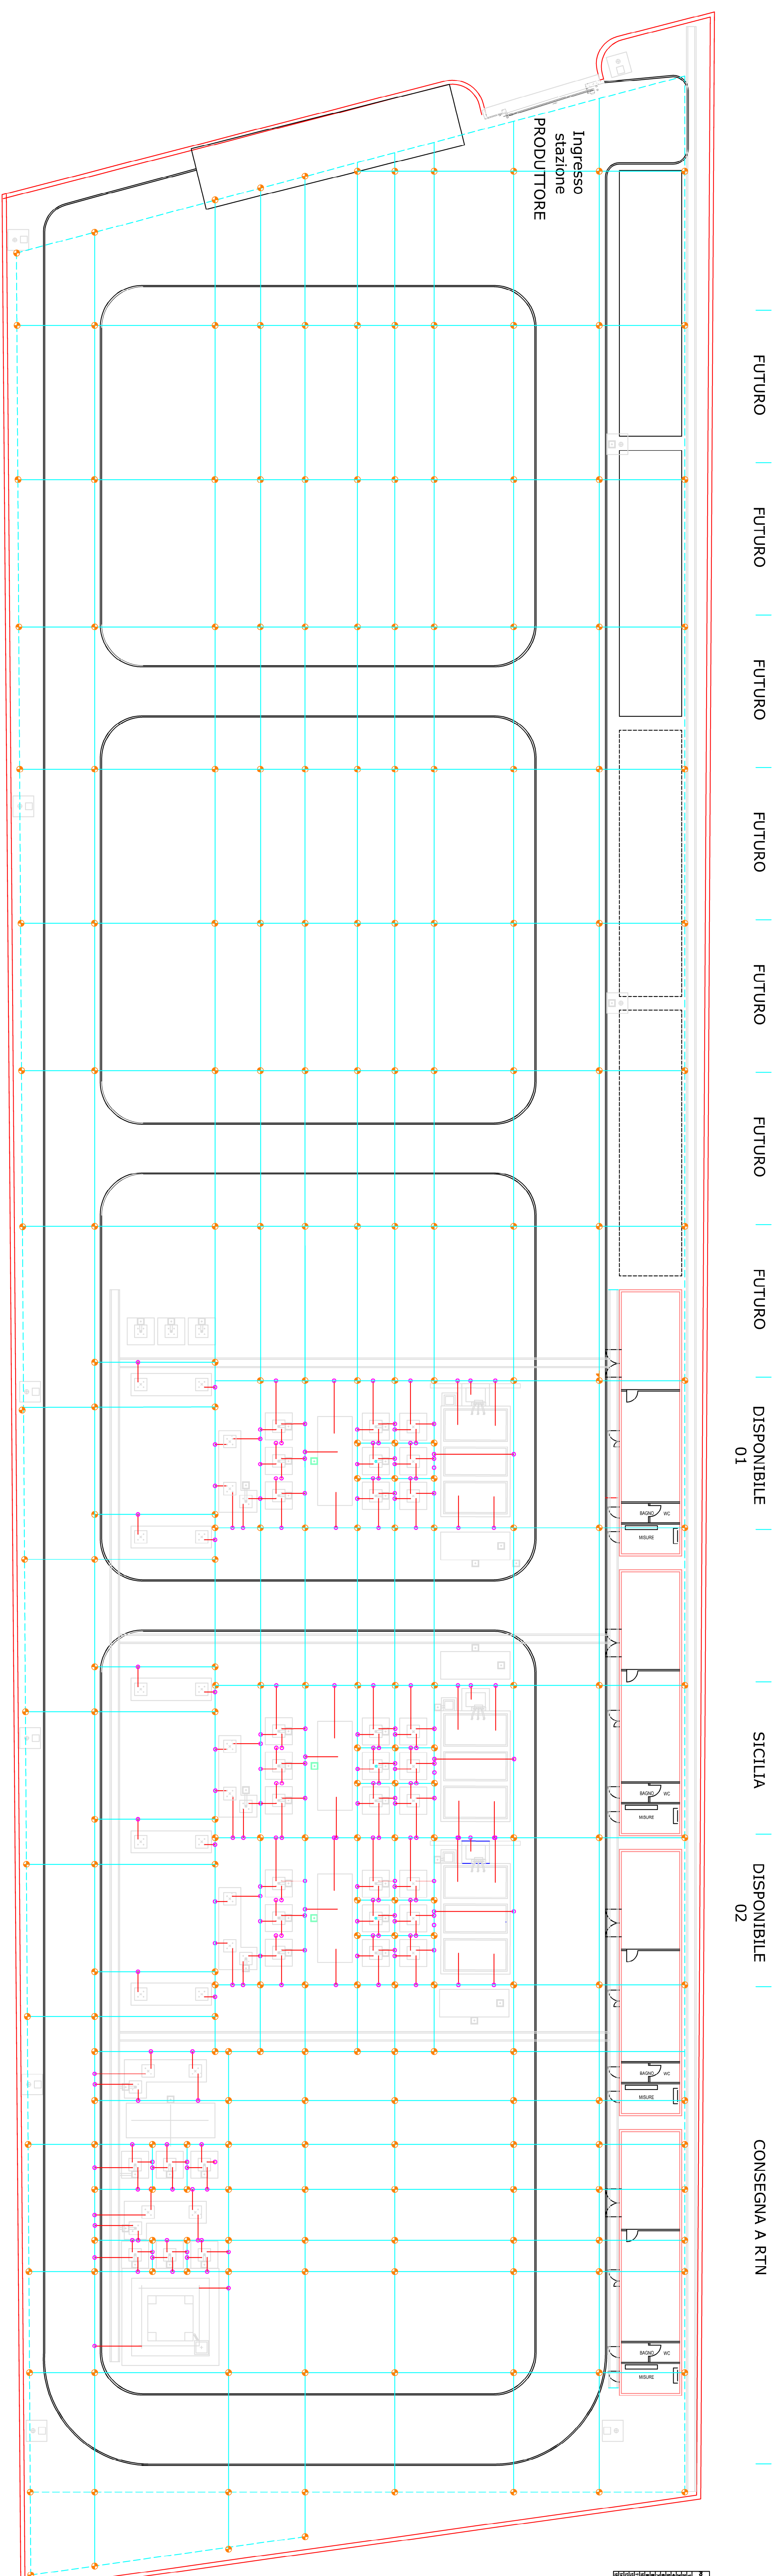 Ingresso
stazione
PRODUTTORE
FUTURO
FUTURO
FUTURO
FUTURO
FUTURO
FUTURO
FUTURO
DISPONIBILE
01
BAGNO WC
MISURE
SICILIA
BAGNO WC
MISURE
DISPONIBILE
02
BAGNO WC
MISURE
CONSEGNA A RTN
BAGNO WC
MISURE